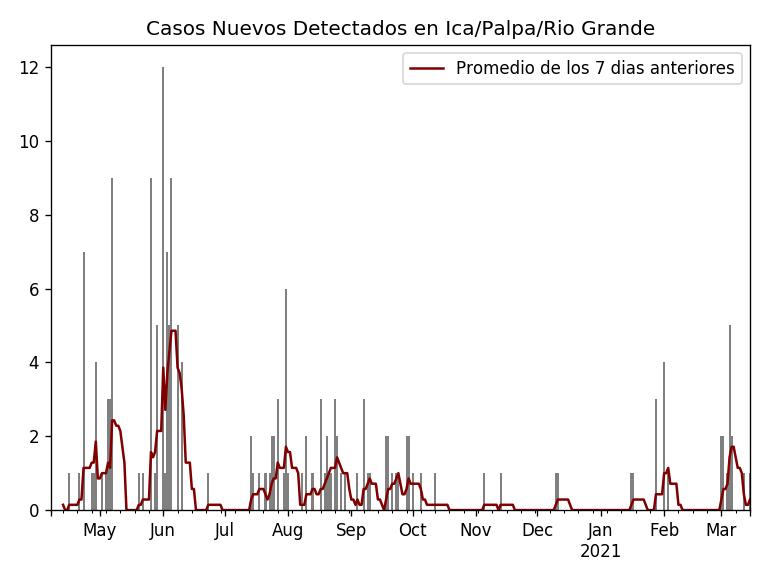 Casos Nuevos Detectados en Ica/Palpa/Rio Grande
Promedio de los 7 dias anteriores
12
10
8
6
4
2
0
May Jun Jul Aug Sep Oct Nov Dec Jan Feb Mar
2021